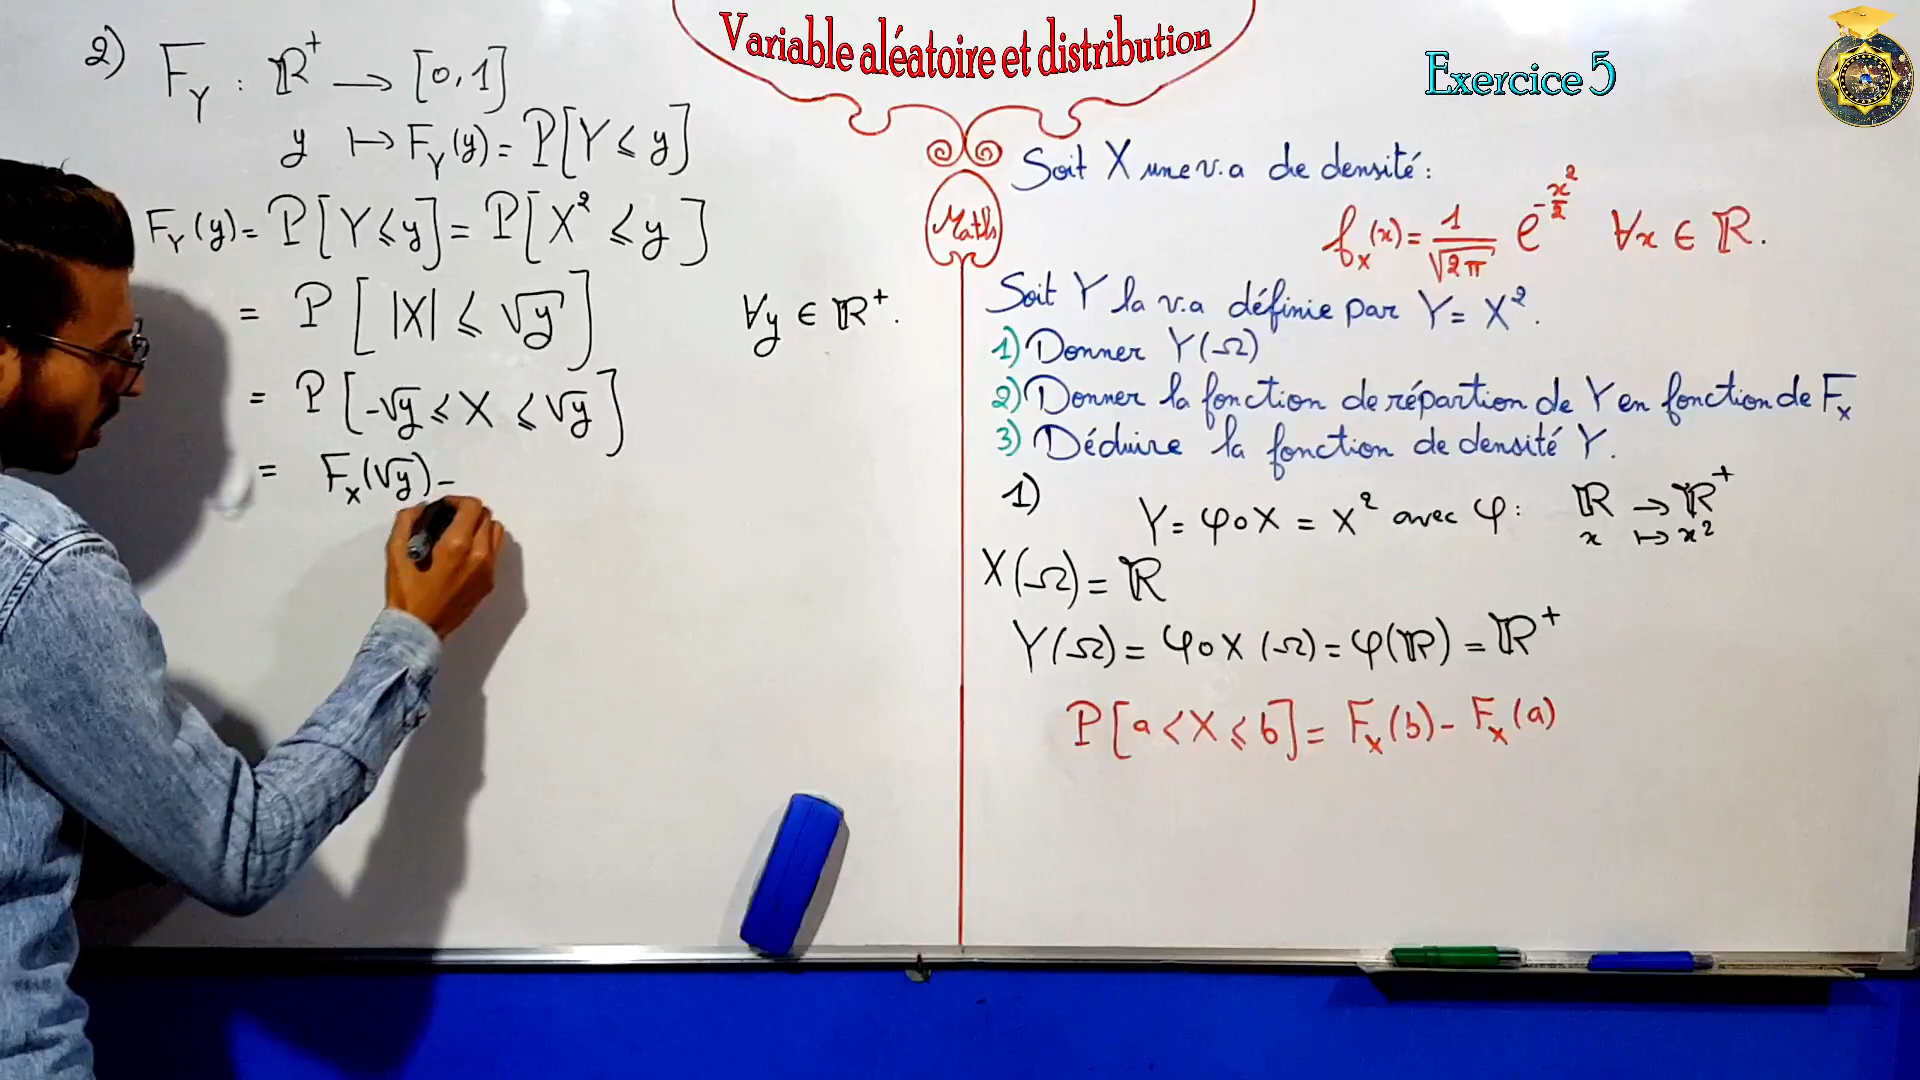 Variable aléatoire et distribution
Exercice 5
Maths
2) F_Y : ℝ⁺ → [0,1]
y ↦ F_Y(y) = P[Y ⩽ y]
F_Y(y) = P[Y ⩽ y] = P[X² ⩽ y]
= P[|X| ⩽ √y] ∀y ∈ ℝ⁺.
= P[-√y ⩽ X ⩽ √y]
= F_x(√y) -
Soit X une v.a de densité :
f_x(x) = 1/√2π e^(-x²/2) ∀x ∈ ℝ.
Soit Y la v.a définie par Y = X².
1) Donner Y(Ω)
2) Donner la fonction de répartion de Y en fonction de F_x
3) Déduire la fonction de densité Y.
1) Y = φ∘X = X² avec φ : ℝ → ℝ⁺
x ↦ x²
X(Ω) = ℝ
Y(Ω) = φ∘X(Ω) = φ(ℝ) = ℝ⁺
P[a < X ⩽ b] = F_x(b) - F_x(a)